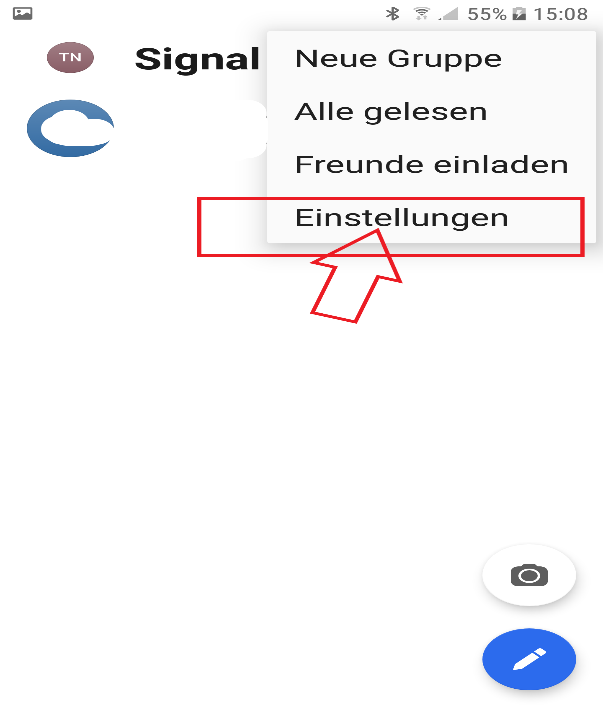 55% 15:08
TN
Signal
Neue Gruppe
Alle gelesen
Freunde einladen
Einstellungen